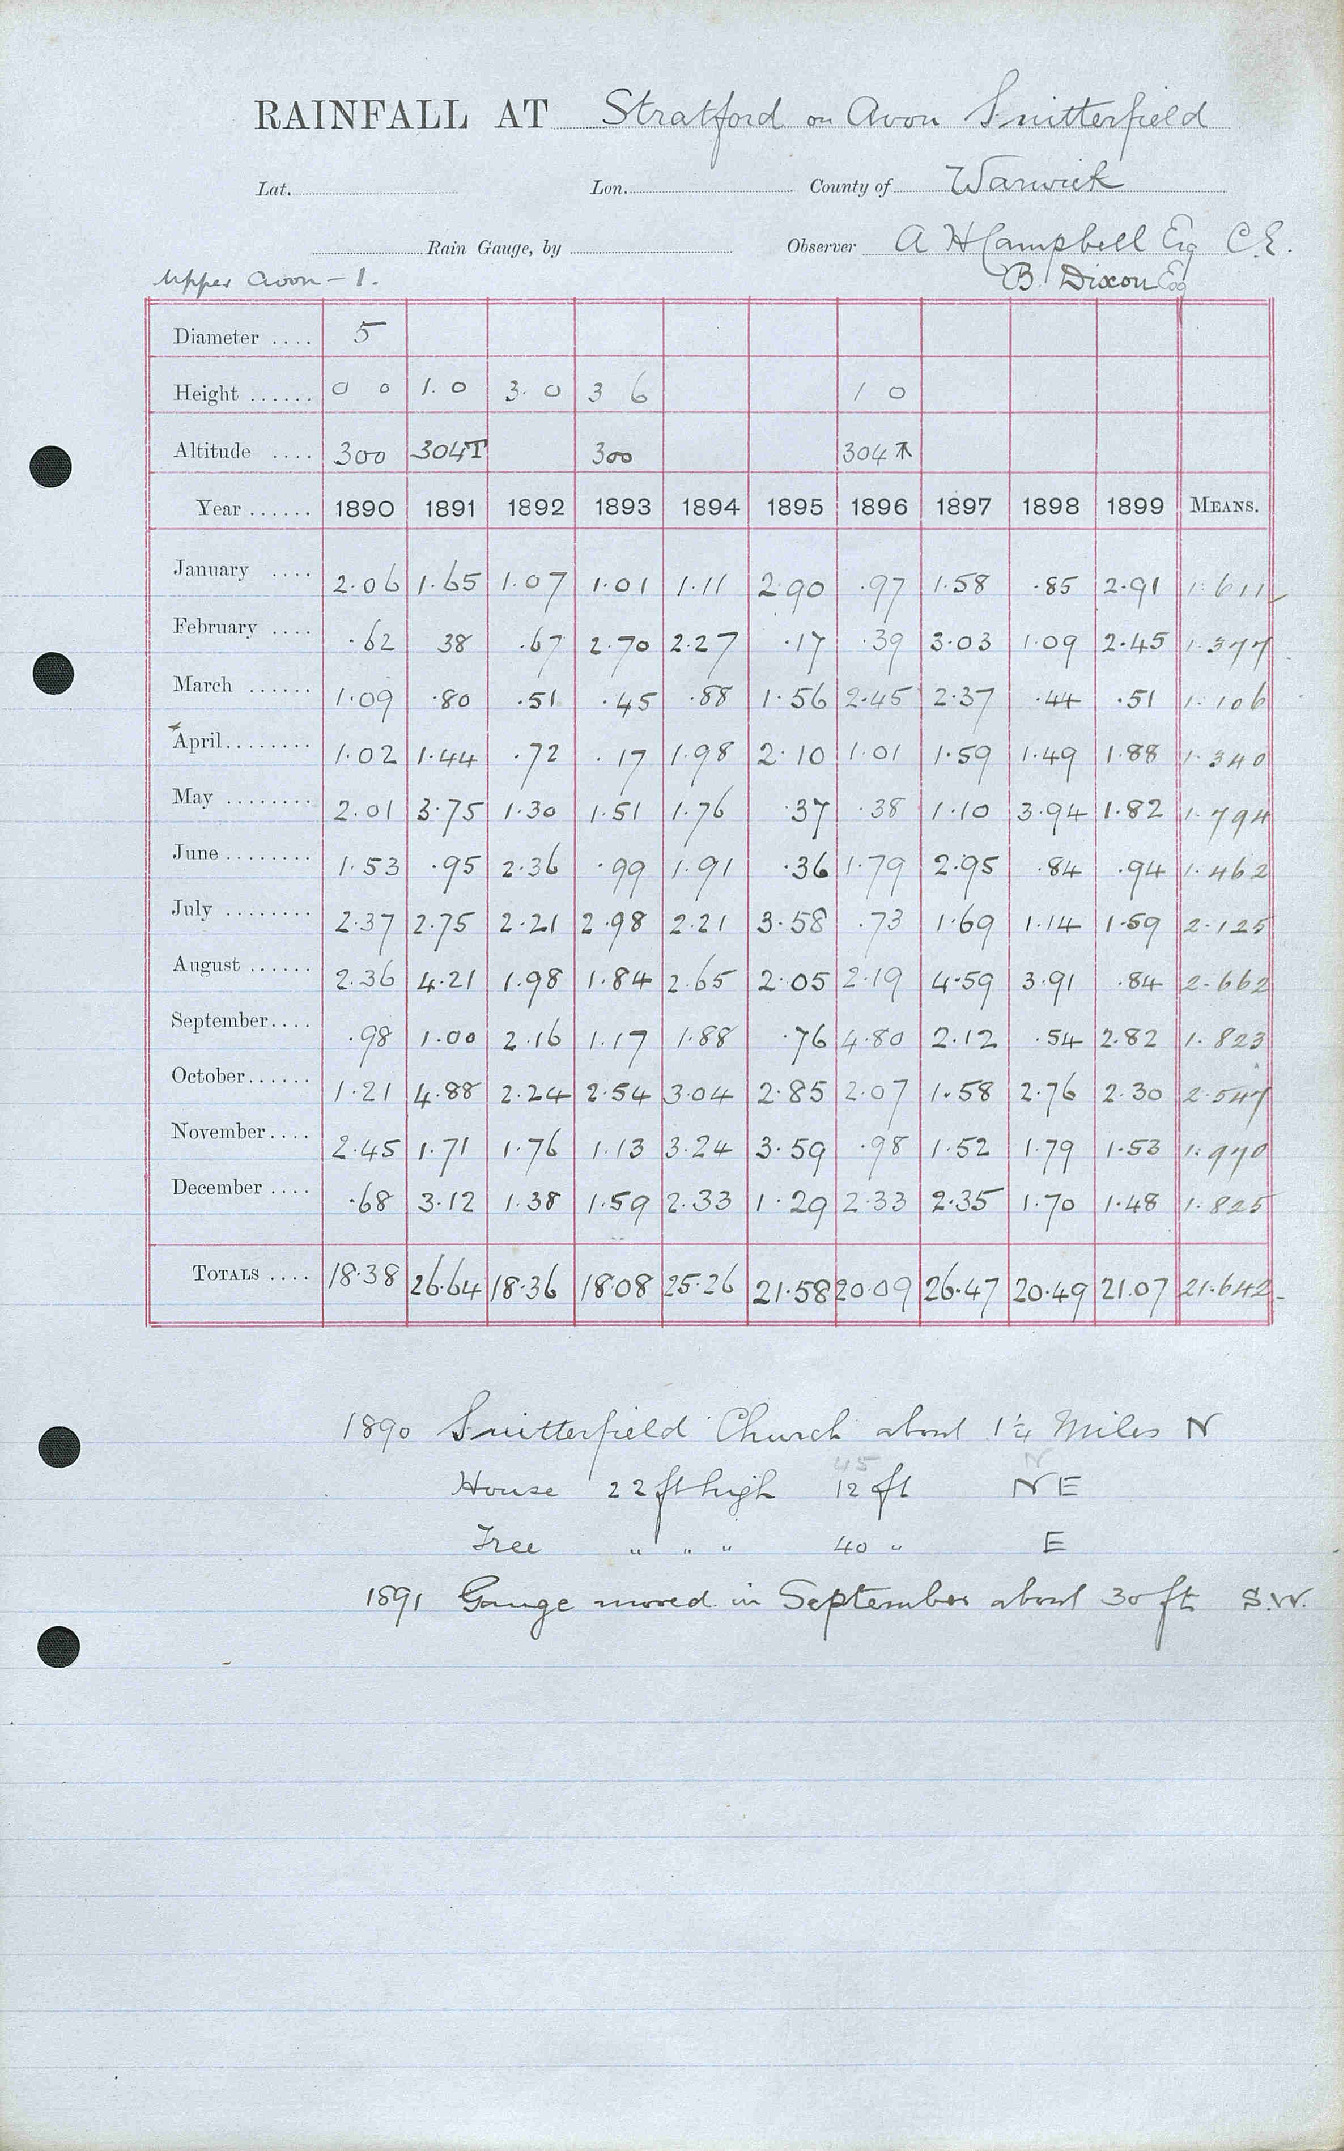 RAINFALL AT Stratford on Avon Snitterfield
Lat. Lon. County of Warwick
Rain Gauge, by Observer A H Campbell Esq C.E.
Upper Avon – 1. B. Dixon Esq
Diameter .... 5
Height ...... 0 0 1. 0 3. 0 3 6 1 0
Altitude .... 300 304T 300 304 T
Year ...... 1890 1891 1892 1893 1894 1895 1896 1897 1898 1899 MEANS.
January .... 2.06 1.65 1.07 1.01 1.11 2.90 .97 1.58 .85 2.91 1.611
February .... .62 38 .67 2.70 2.27 .17 .39 3.03 1.09 2.45 1.377
March ...... 1.09 .80 .51 .45 .88 1.56 2.45 2.37 .44 .51 1.106
April........ 1.02 1.44 .72 .17 1.98 2.10 1.01 1.59 1.49 1.88 1.340
May ........ 2.01 3.75 1.30 1.51 1.76 .37 .38 1.10 3.94 1.82 1.794
June........ 1.53 .95 2.36 .99 1.91 .36 1.79 2.95 .84 .94 1.462
July ........ 2.37 2.75 2.21 2.98 2.21 3.58 .73 1.69 1.14 1.59 2.125
August ...... 2.36 4.21 1.98 1.84 2.65 2.05 2.19 4.59 3.91 .84 2.662
September.... .98 1.00 2.16 1.17 1.88 .76 4.80 2.12 .54 2.82 1.823
October...... 1.21 4.88 2.24 2.54 3.04 2.85 2.07 1.58 2.76 2.30 2.547
November.... 2.45 1.71 1.76 1.13 3.24 3.59 .98 1.52 1.79 1.53 1.970
December .... .68 3.12 1.38 1.59 2.33 1.29 2.33 2.35 1.70 1.48 1.825
TOTALS .... 18.38 26.64 18.36 18.08 25.26 21.58 20.09 26.47 20.49 21.07 21.642
1890 Snitterfield Church about 1¼ Miles N
45 N
House 22 ft high 12 ft N E
Tree " " " 40 " E
1891 Gauge moved in September about 30 ft S.W.